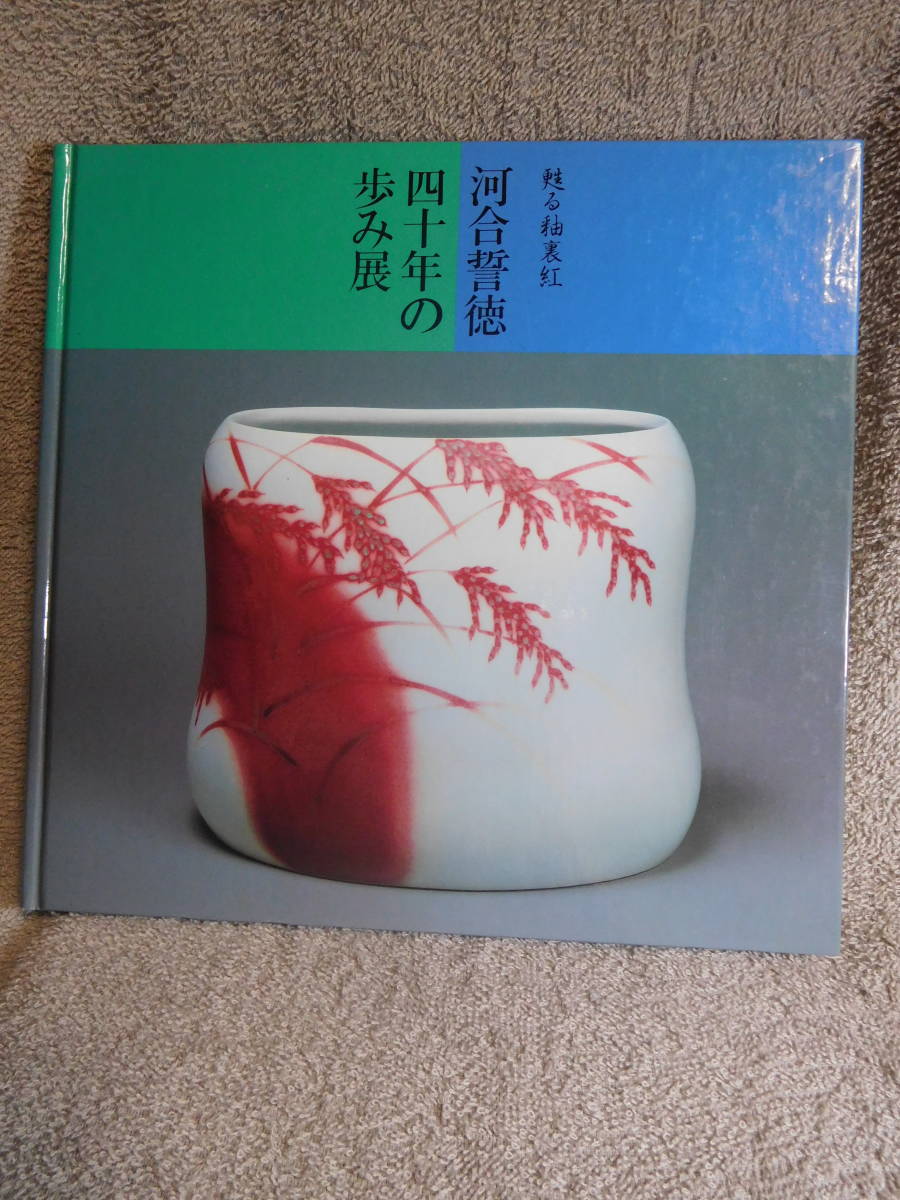 甦る釉裏紅
河合誓徳
四十年の
歩み展